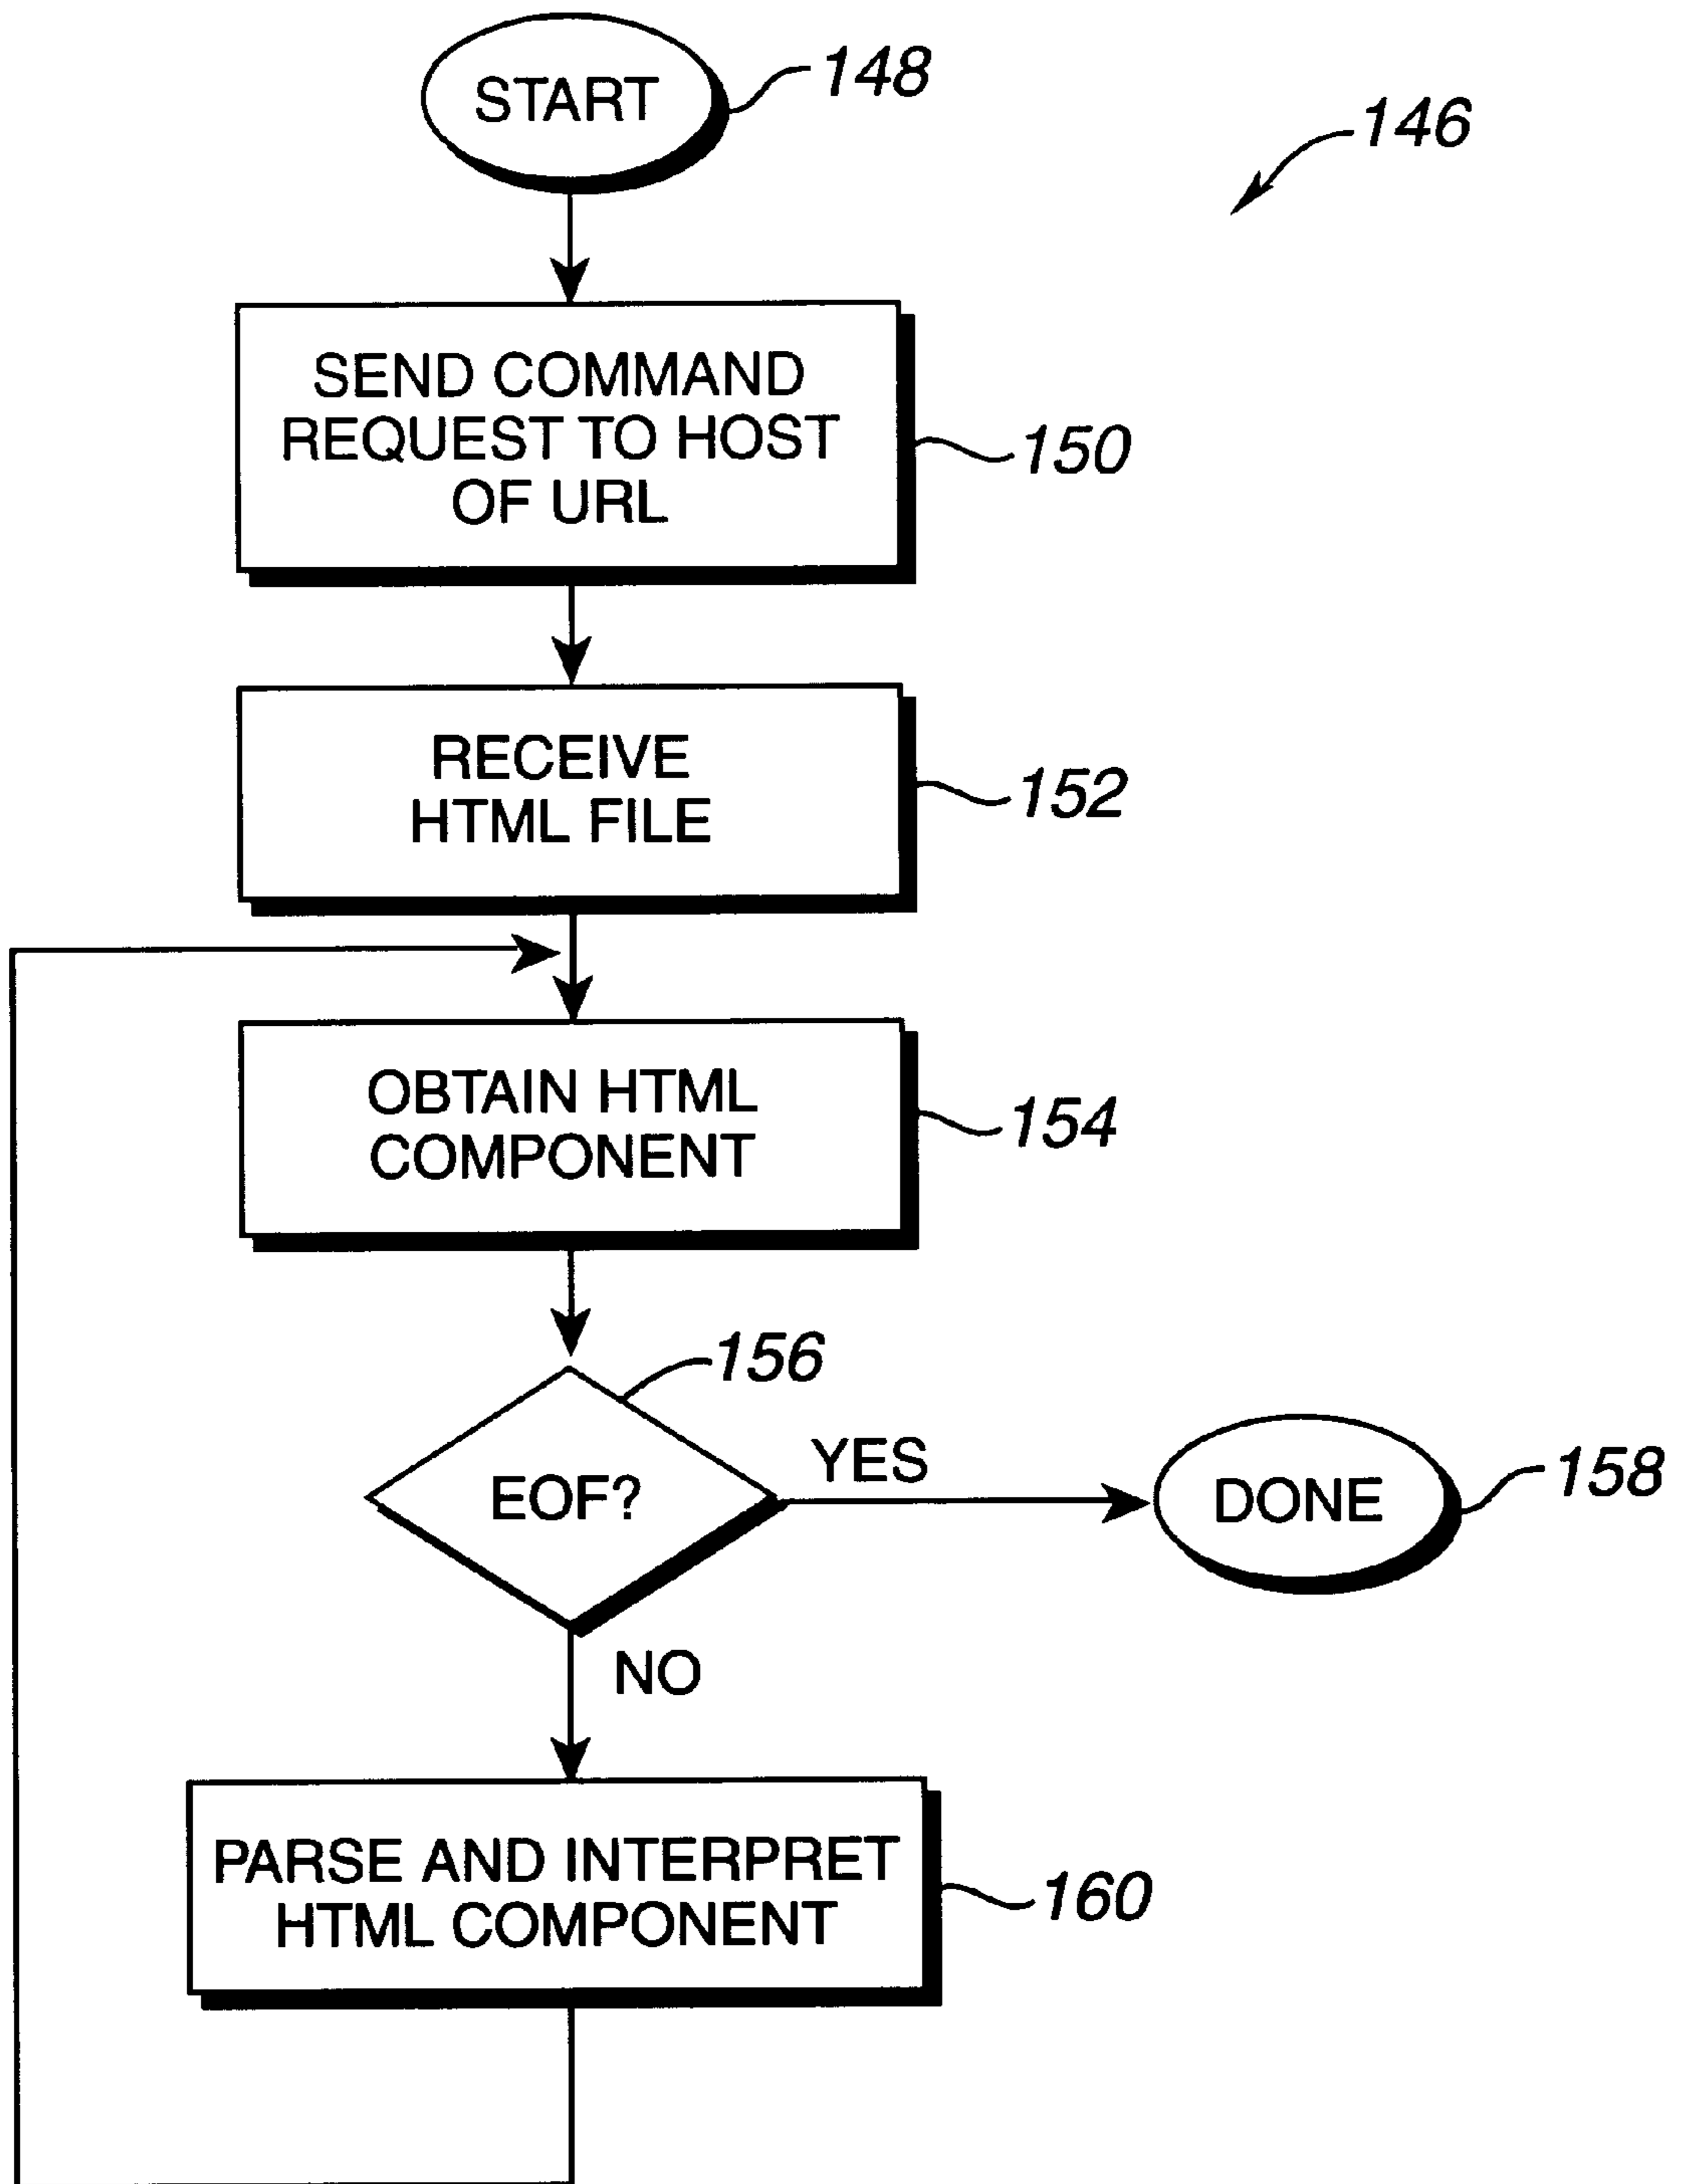 START
148
146
SEND COMMAND
REQUEST TO HOST
OF URL
150
RECEIVE
HTML FILE
152
OBTAIN HTML
COMPONENT
154
156
EOF?
YES
DONE
158
NO
PARSE AND INTERPRET
HTML COMPONENT
160